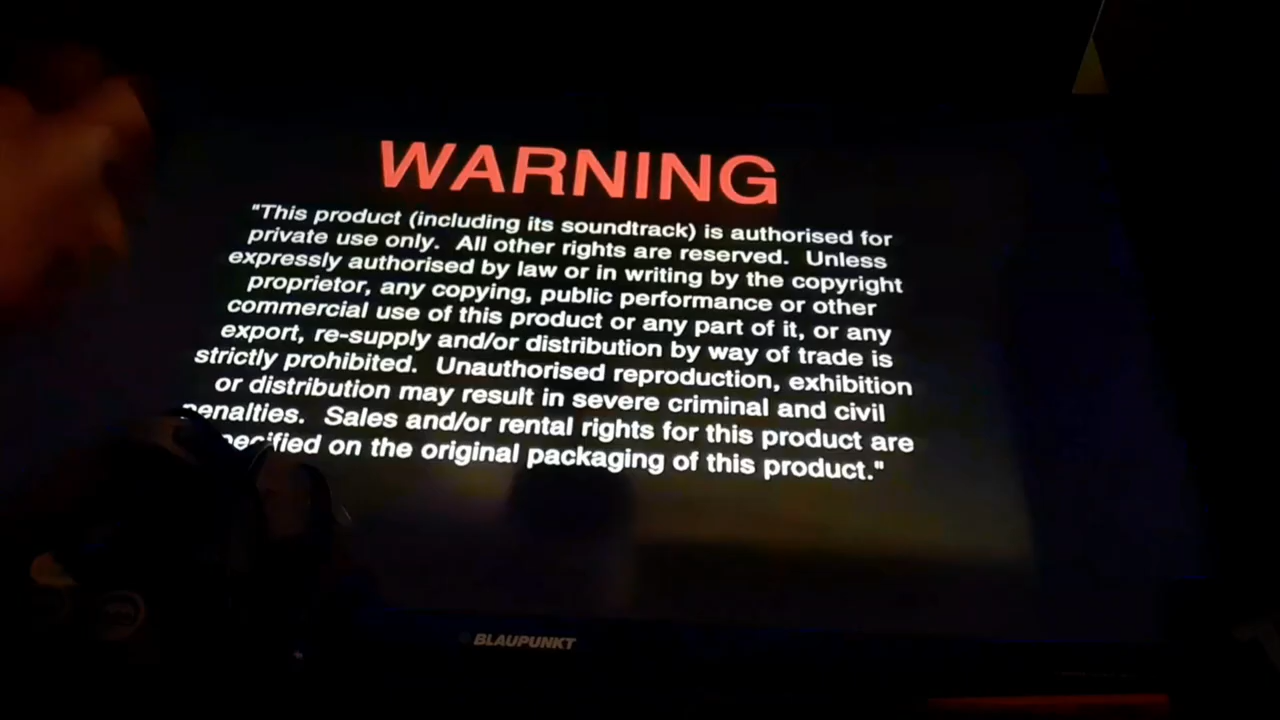 WARNING
"This product (including its soundtrack) is authorised for
private use only. All other rights are reserved. Unless
expressly authorised by law or in writing by the copyright
proprietor, any copying, public performance or other
commercial use of this product or any part of it, or any
export, re-supply and/or distribution by way of trade is
strictly prohibited. Unauthorised reproduction, exhibition
or distribution may result in severe criminal and civil
penalties. Sales and/or rental rights for this product are
specified on the original packaging of this product."
BLAUPUNKT